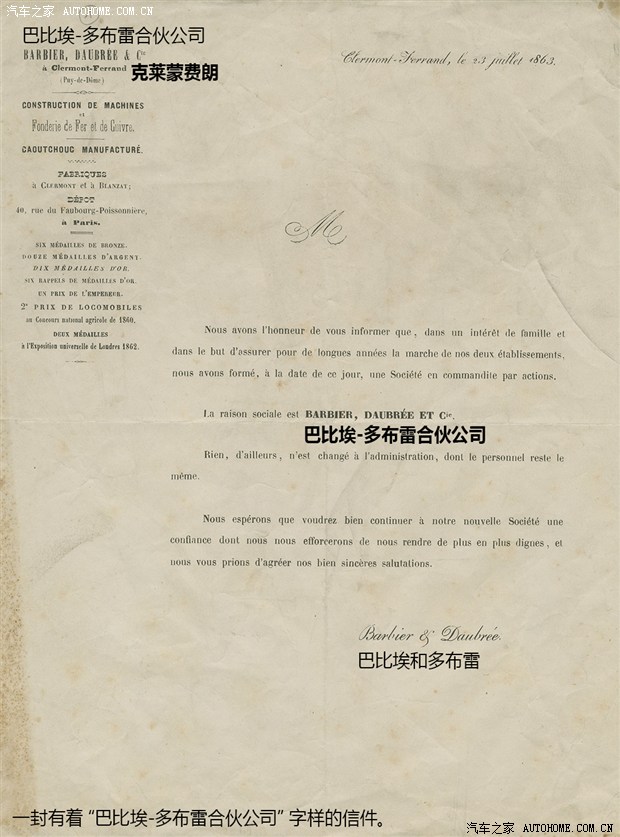 汽车之家 AUTOHOME.COM.CN
巴比埃-多布雷合伙公司
BARBIER, DAUBRÉE & Cie
à Clermont-Ferrand
克莱蒙费朗
(Puy-de-Dôme)
CONSTRUCTION DE MACHINES
ET
Fonderie de Fer et de Cuivre.
CAOUTCHOUC MANUFACTURÉ.
FABRIQUES
à CLERMONT et à BLANZAT;
DÉPOT
40, rue du Faubourg-Poissonnière,
à Paris.
SIX MÉDAILLES DE BRONZE.
DOUZE MÉDAILLES D'ARGENT.
DIX MÉDAILLES D'OR.
SIX RAPPELS DE MÉDAILLES D'OR.
UN PRIX DE L'EMPEREUR.
2e PRIX DE LOCOMOBILES
au Concours national agricole de 1860.
DEUX MÉDAILLES
à l'Exposition universelle de Londres 1862.
Clermont-Ferrand, le 23 juillet 1863.
M
Nous avons l'honneur de vous informer que, dans un intérêt de famille et
dans le but d'assurer pour de longues années la marche de nos deux établissements,
nous avons formé, à la date de ce jour, une Société en commandite par actions.
La raison sociale est BARBIER, DAUBRÉE ET Cie.
巴比埃-多布雷合伙公司
Rien, d'ailleurs, n'est changé à l'administration, dont le personnel reste le
même.
Nous espérons que voudrez bien continuer à notre nouvelle Société une
confiance dont nous nous efforcerons de nous rendre de plus en plus dignes, et
nous vous prions d'agréer nos bien sincères salutations.
Barbier & Daubrée.
巴比埃和多布雷
一封有着“巴比埃-多布雷合伙公司”字样的信件。
汽车之家 AUTOHOME.COM.CN